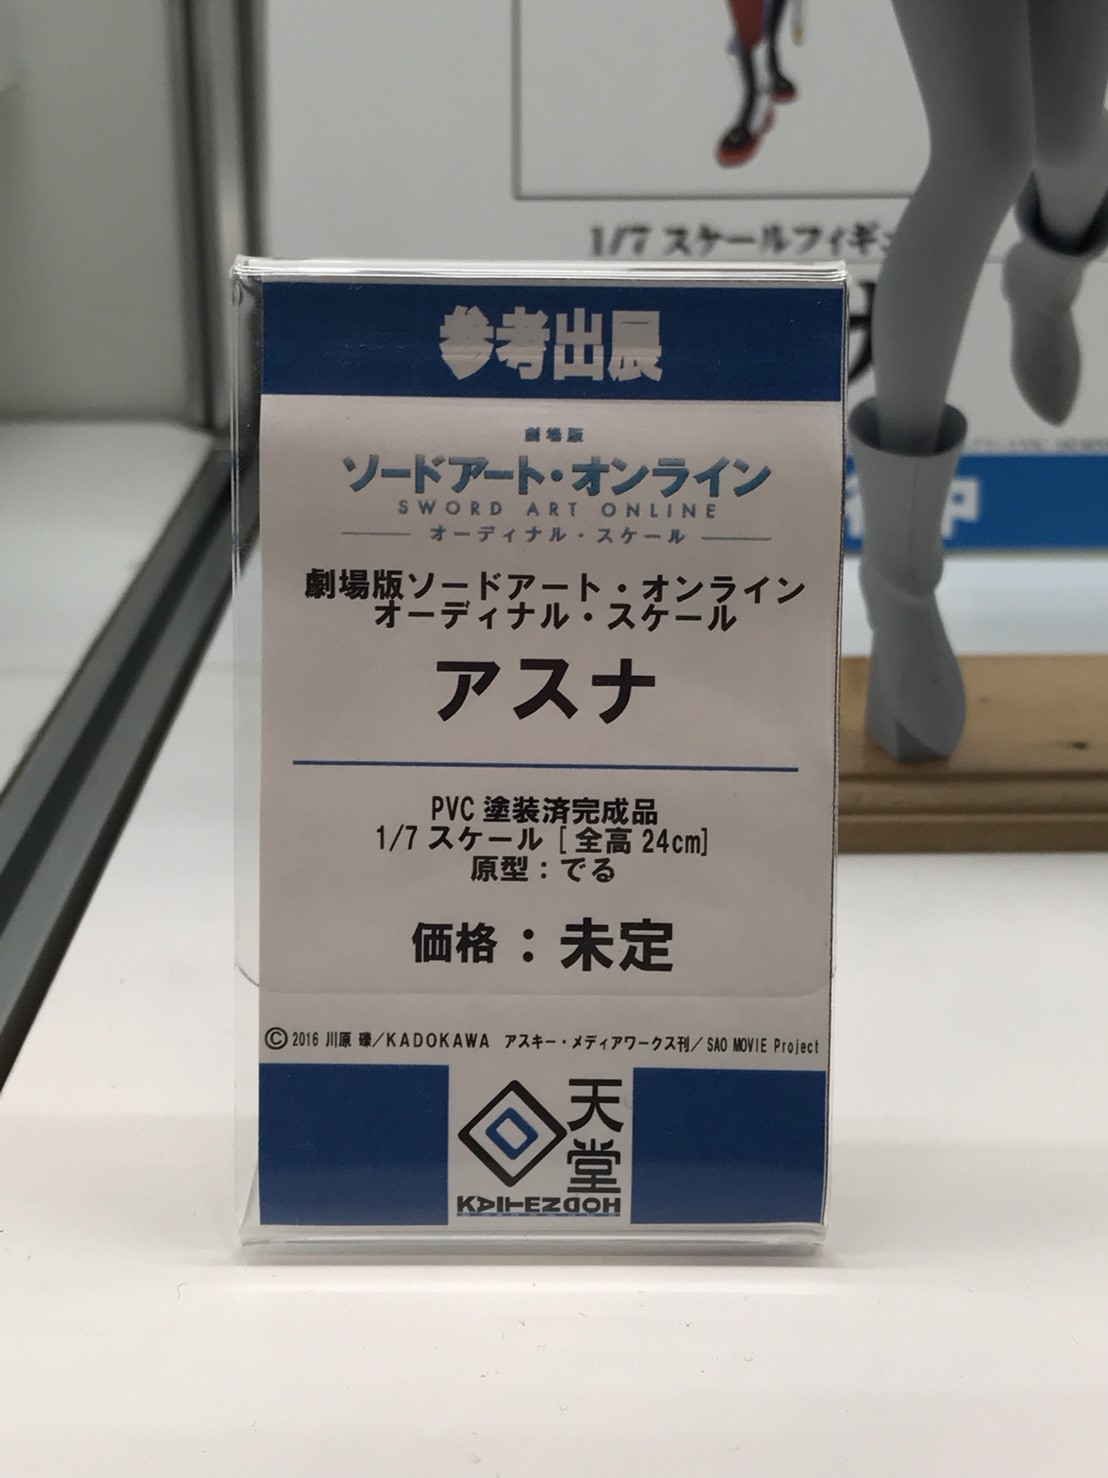 1/7 スケールフィギュ
参考出展
劇場版
ソードアート・オンライン
SWORD ART ONLINE
オーディナル・スケール
劇場版ソードアート・オンライン
オーディナル・スケール
アスナ
PVC 塗装済完成品
1/7 スケール [ 全高 24cm]
原型：でる
価格：未定
©2016 川原 礫／KADOKAWA アスキー・メディアワークス刊／SAO MOVIE Project
回天堂
KAITENDOH
中